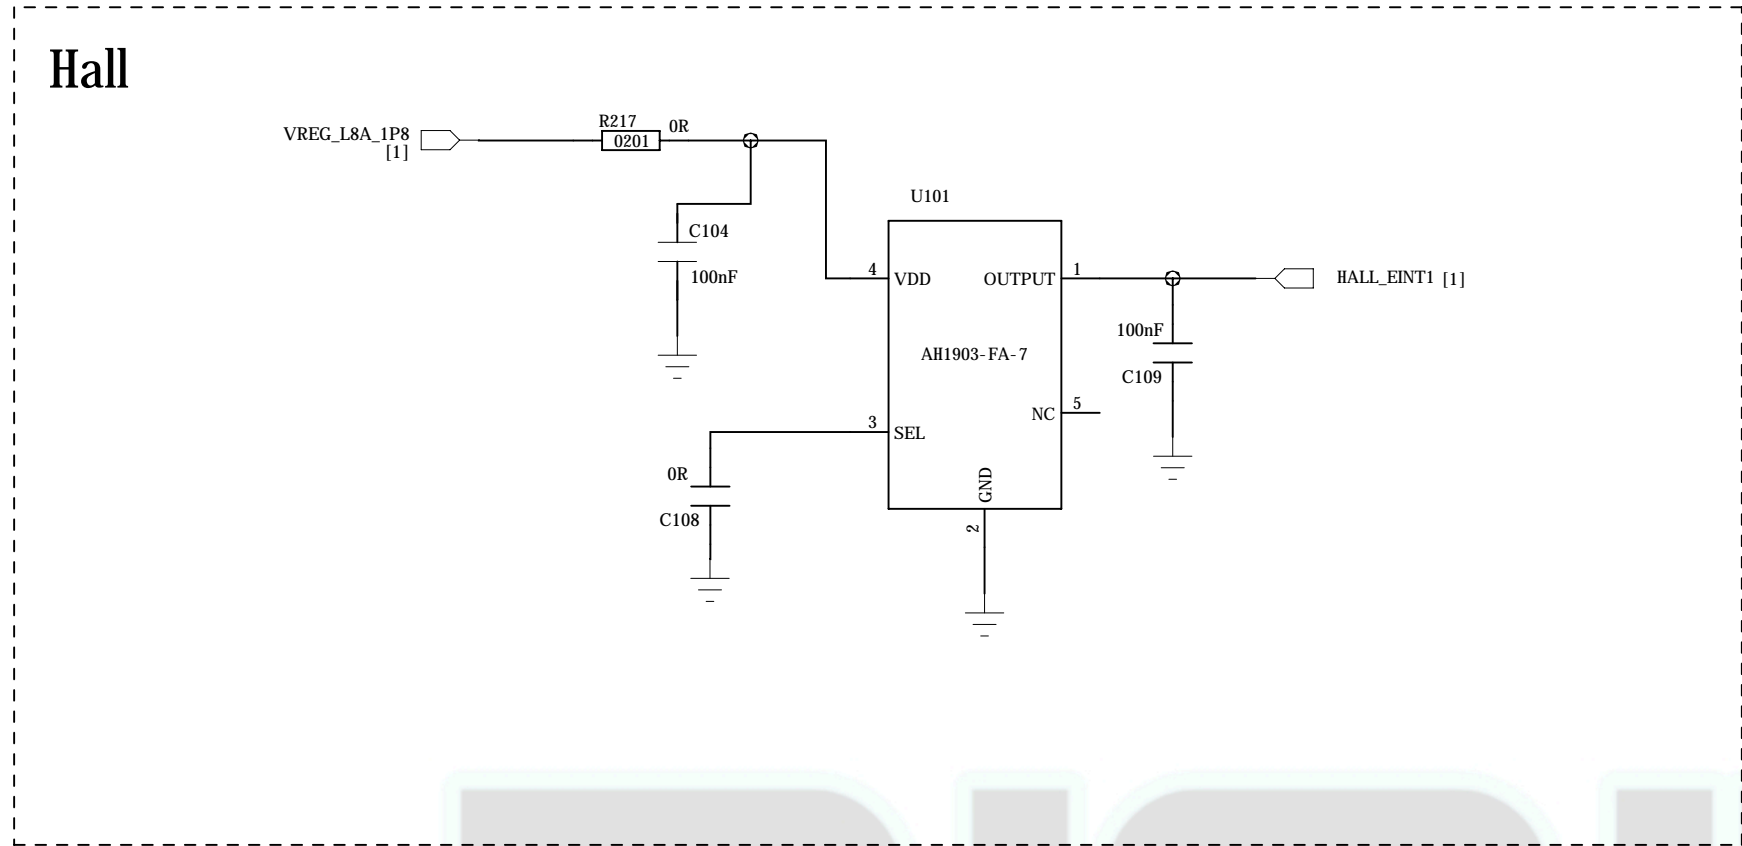 Hall
R217
VREG_L8A_1P8
0R
[1]
0201
U101
C104
100nF
4
VDD
OUTPUT
1
HALL_EINT1 [1]
100nF
AH1903-FA-7
C109
NC
5
3
SEL
0R
C108
GND
2